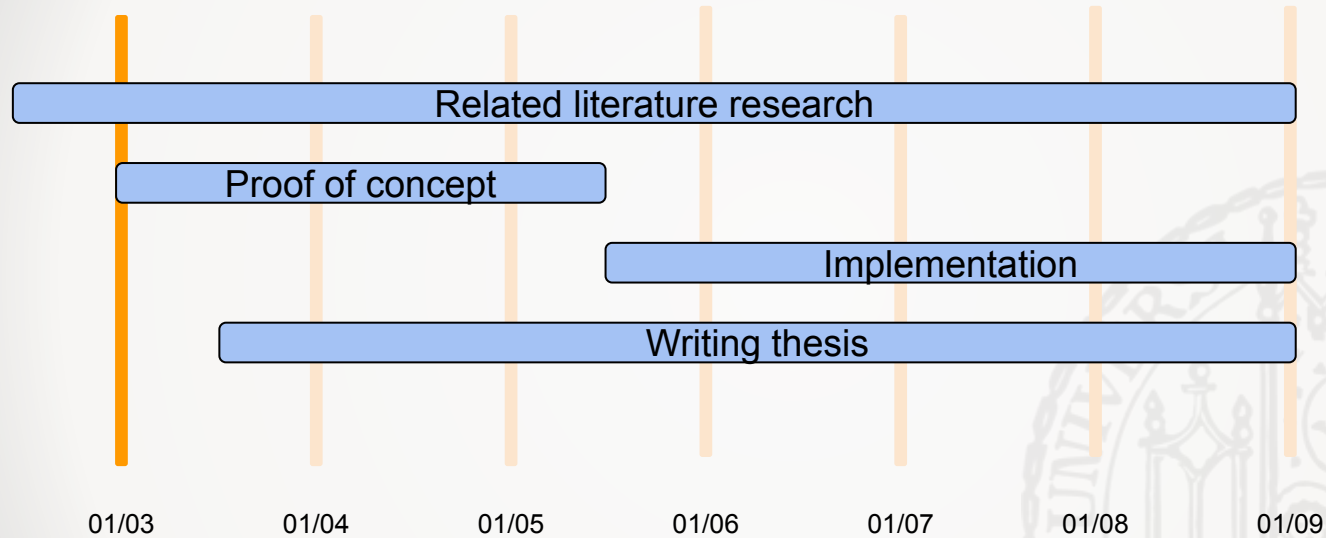 Related literature research
Proof of concept
Implementation
Writing thesis
01/03 01/04 01/05 01/06 01/07 01/08 01/09